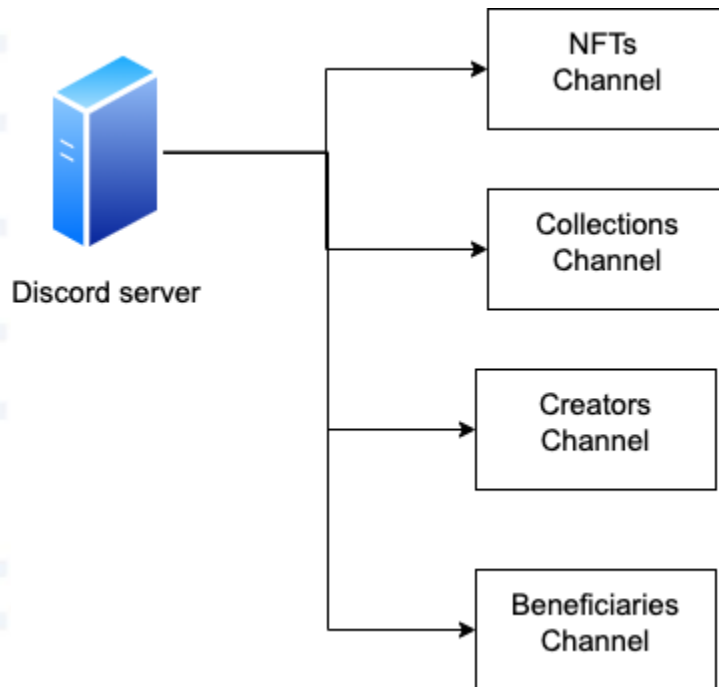 NFTs
Channel
Collections
Channel
Discord server
Creators
Channel
Beneficiaries
Channel